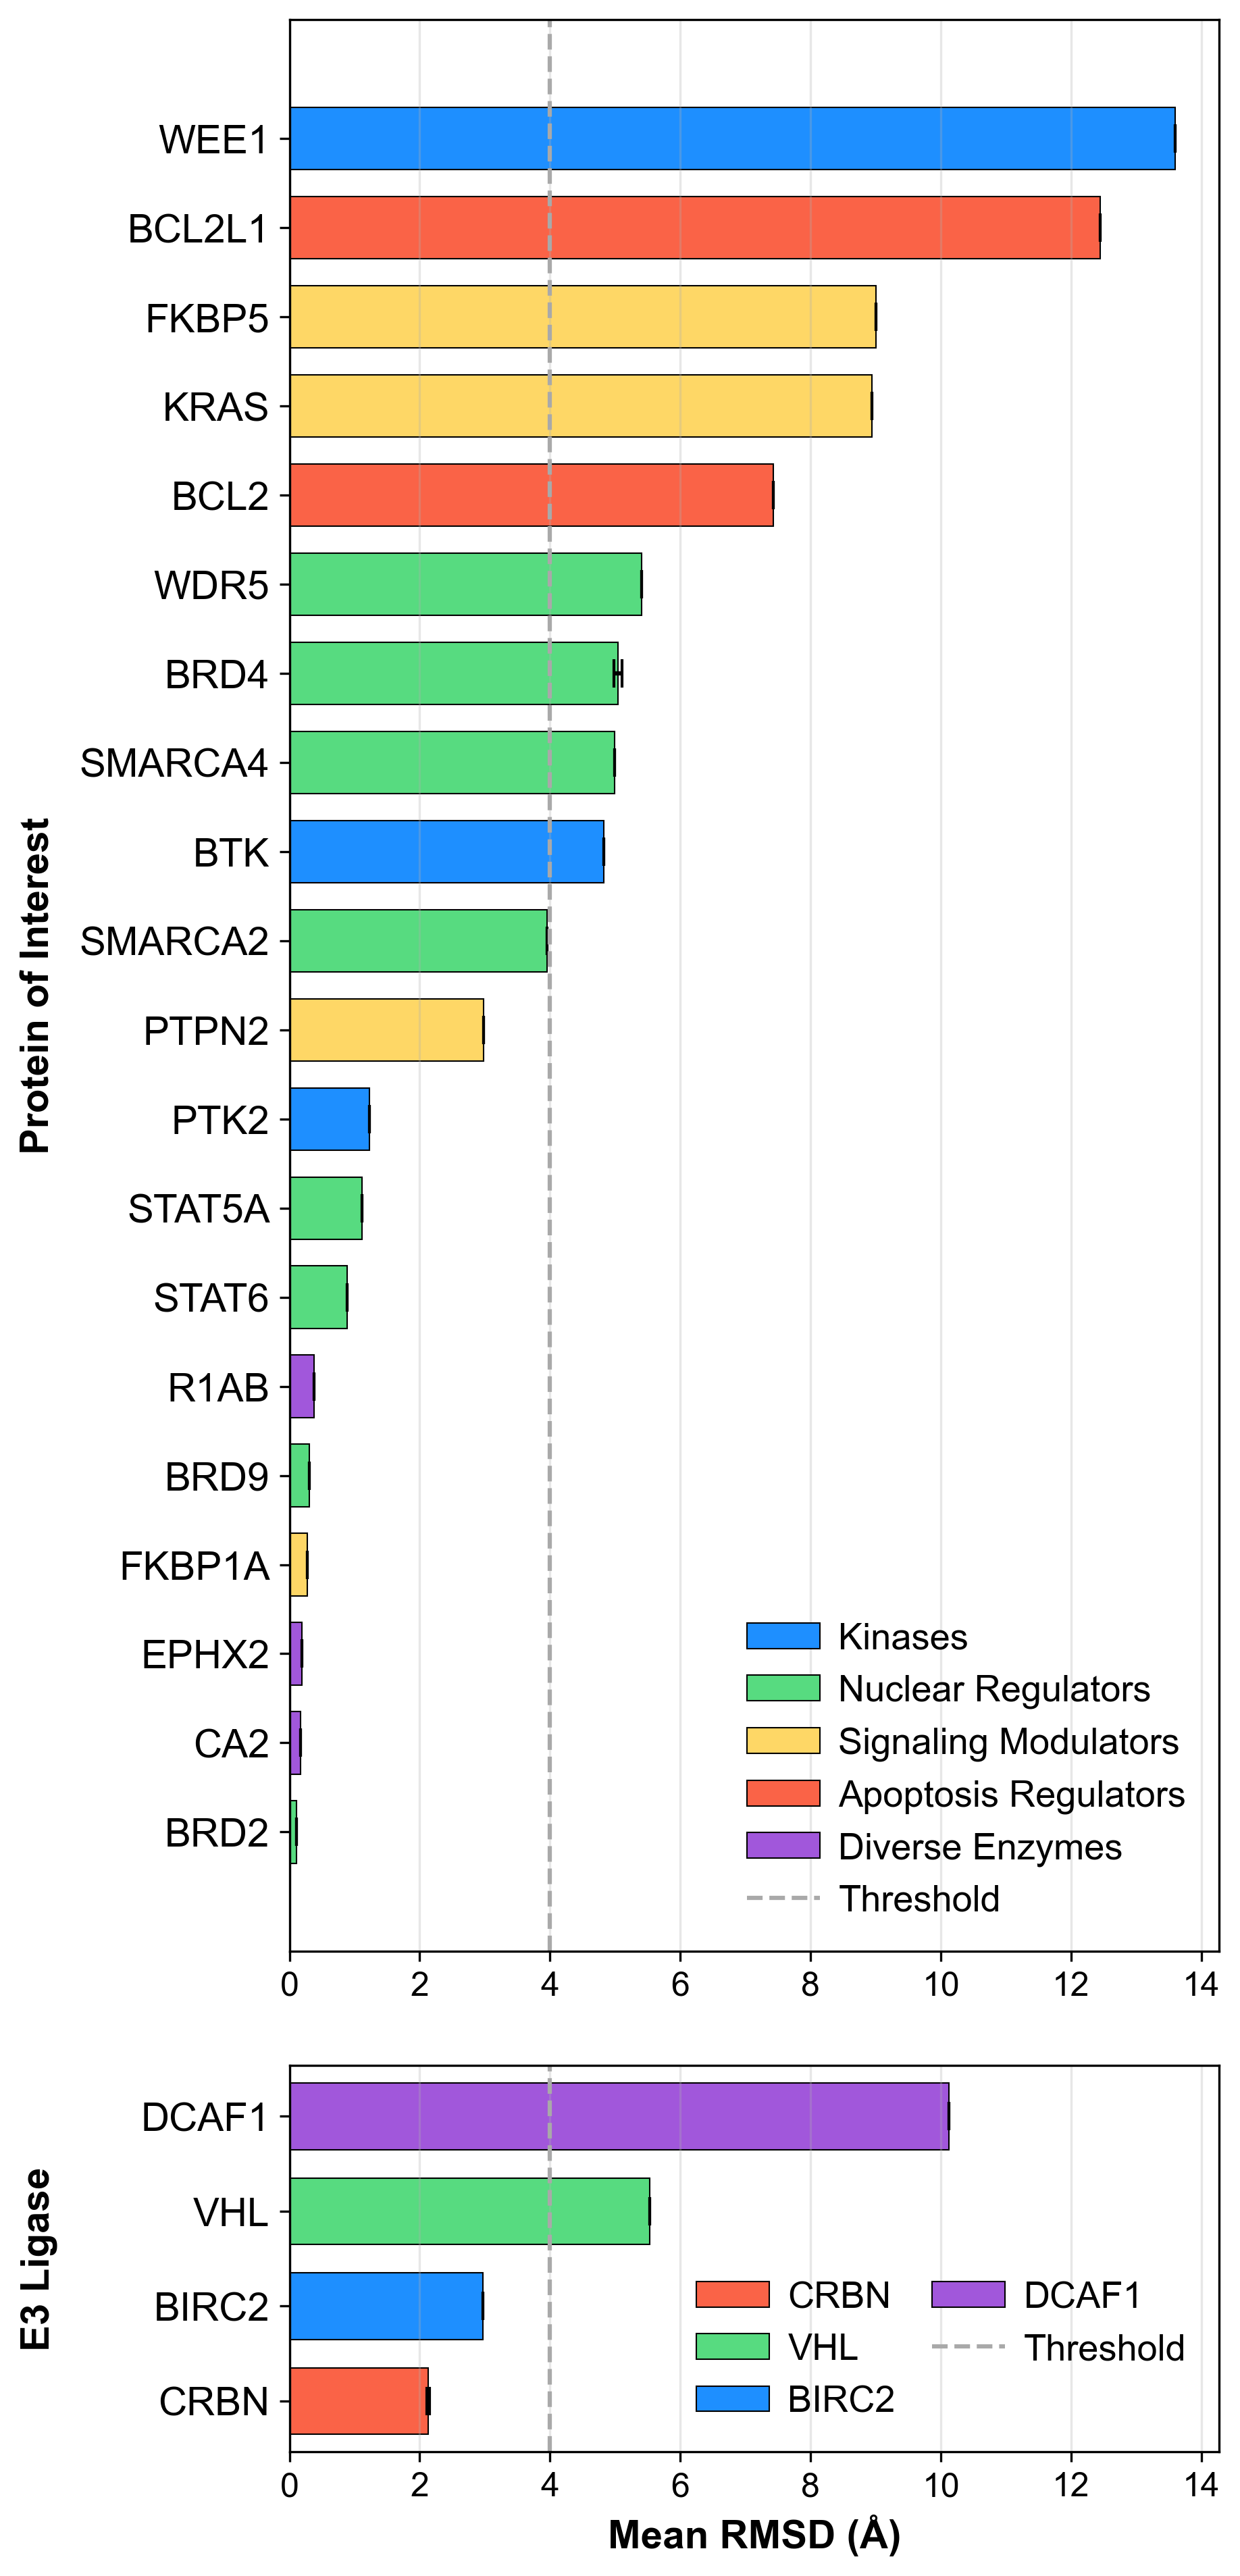 WEE1
BCL2L1
FKBP5
KRAS
BCL2
WDR5
BRD4
SMARCA4
BTK
SMARCA2
PTPN2
PTK2
STAT5A
STAT6
R1AB
BRD9
FKBP1A
EPHX2
CA2
BRD2
Protein of Interest
Kinases
Nuclear Regulators
Signaling Modulators
Apoptosis Regulators
Diverse Enzymes
Threshold
0 2 4 6 8 10 12 14
DCAF1
VHL
BIRC2
CRBN
E3 Ligase
CRBN
VHL
BIRC2
DCAF1
Threshold
0 2 4 6 8 10 12 14
Mean RMSD (Å)